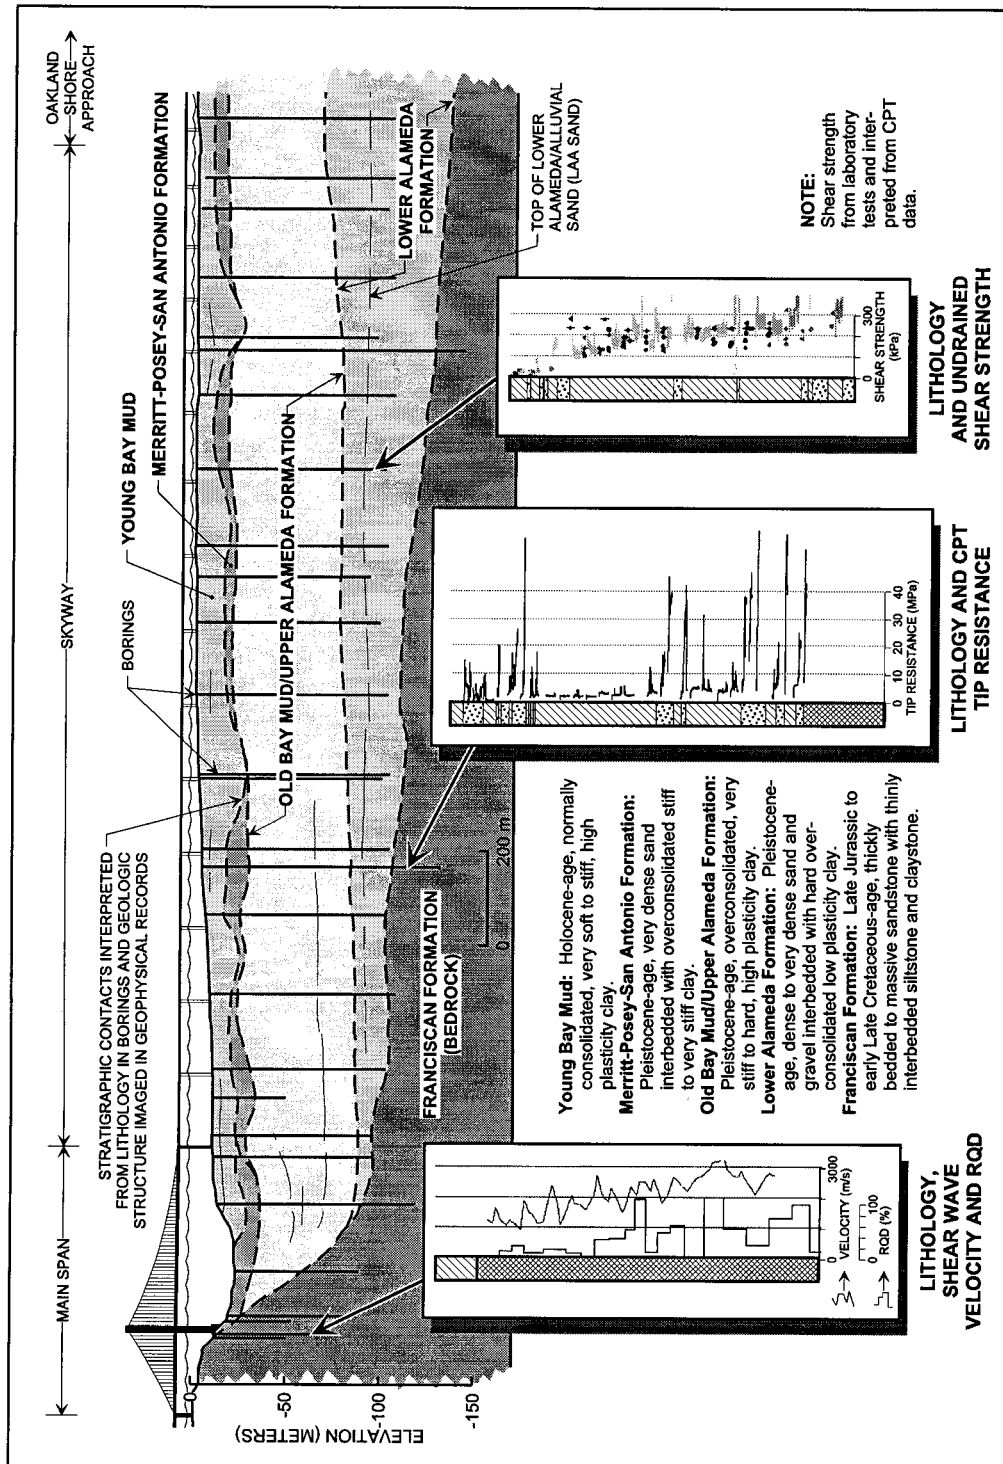 MAIN SPAN
SKYWAY
OAKLAND
SHORE
APPROACH
STRATIGRAPHIC CONTACTS INTERPRETED
FROM LITHOLOGY IN BORINGS AND GEOLOGIC
STRUCTURE IMAGED IN GEOPHYSICAL RECORDS
BORINGS
YOUNG BAY MUD
MERRITT-POSEY-SAN ANTONIO FORMATION
OLD BAY MUD/UPPER ALAMEDA FORMATION
LOWER ALAMEDA
FORMATION
TOP OF LOWER
ALAMEDA/ALLUVIAL
SAND (LAA SAND)
FRANCISCAN FORMATION
(BEDROCK)
0 200 m
ELEVATION (METERS)
0
-50
-100
-150
VELOCITY (m/s)
0 3000
RQD (%)
0 100
LITHOLOGY,
SHEAR WAVE
VELOCITY AND RQD
Young Bay Mud: Holocene-age, normally
consolidated, very soft to stiff, high
plasticity clay.
Merritt-Posey-San Antonio Formation:
Pleistocene-age, very dense sand
interbedded with overconsolidated stiff
to very stiff clay.
Old Bay Mud/Upper Alameda Formation:
Pleistocene-age, overconsolidated, very
stiff to hard, high plasticity clay.
Lower Alameda Formation: Pleistocene-
age, dense to very dense sand and
gravel interbedded with hard over-
consolidated low plasticity clay.
Franciscan Formation: Late Jurassic to
early Late Cretaceous-age, thickly
bedded to massive sandstone with thinly
interbedded siltstone and claystone.
0 10 20 30 40
TIP RESISTANCE (MPa)
LITHOLOGY AND CPT
TIP RESISTANCE
0 300
SHEAR STRENGTH
(kPa)
LITHOLOGY
AND UNDRAINED
SHEAR STRENGTH
NOTE:
Shear strength
from laboratory
tests and inter-
preted from CPT
data.